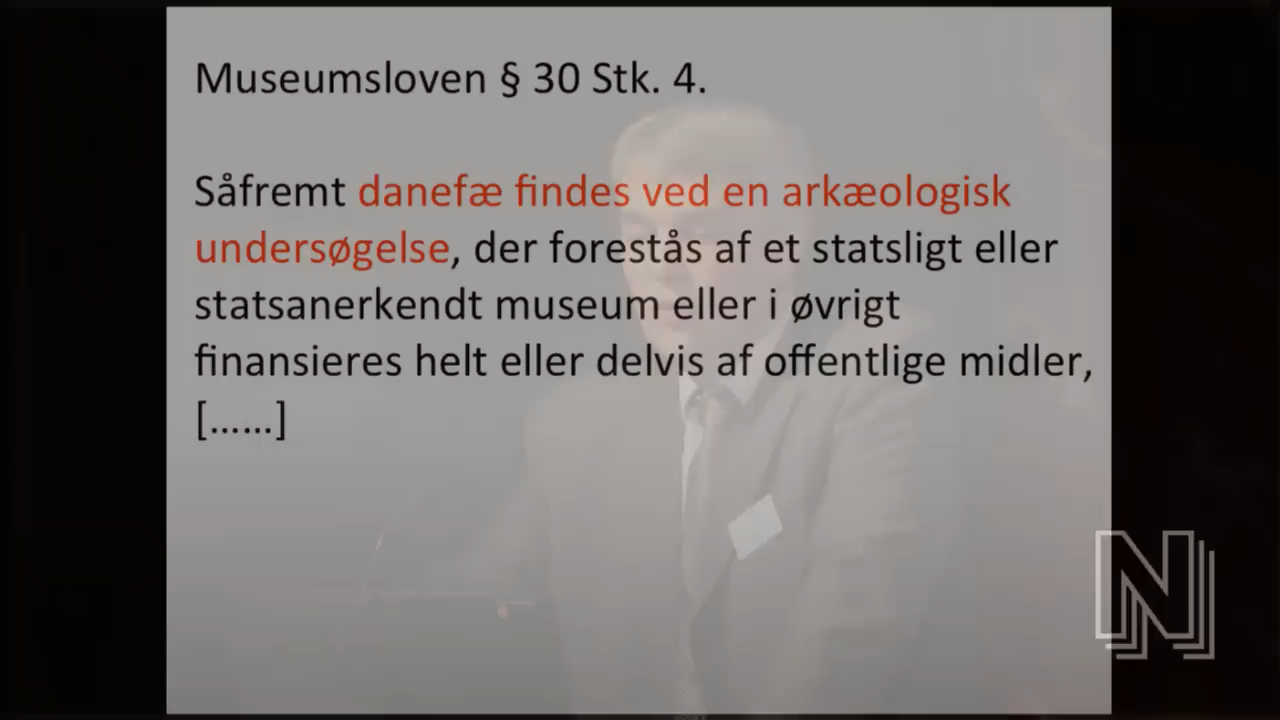 Museumsloven § 30 Stk. 4.
Såfremt danefæ findes ved en arkæologisk
undersøgelse, der forestås af et statsligt eller
statsanerkendt museum eller i øvrigt
finansieres helt eller delvis af offentlige midler,
[……]
N